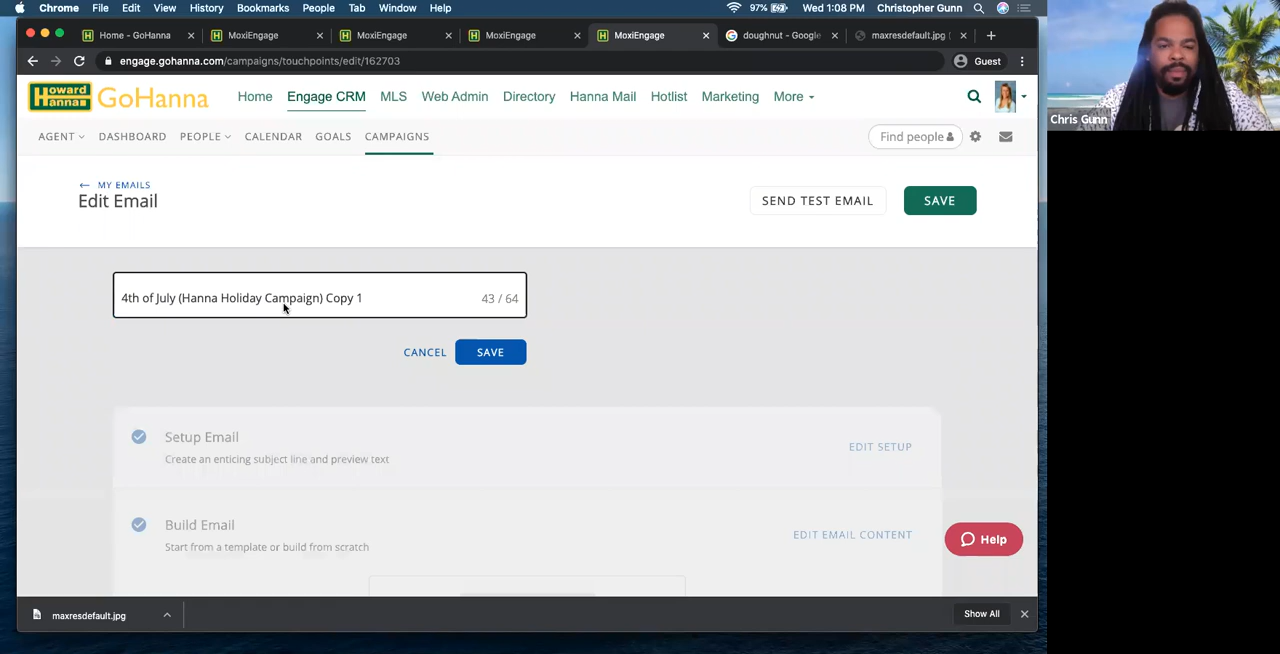 Chrome File Edit View History Bookmarks People Tab Window Help 97% Wed 1:08 PM Christopher Gunn
Home - GoHanna MoxiEngage MoxiEngage MoxiEngage MoxiEngage doughnut - Google maxresdefault.jpg (
engage.gohanna.com/campaigns/touchpoints/edit/162703 Guest
Howard Hanna GoHanna Home Engage CRM MLS Web Admin Directory Hanna Mail Hotlist Marketing More
Chris Gunn
AGENT DASHBOARD PEOPLE CALENDAR GOALS CAMPAIGNS Find people
← MY EMAILS
Edit Email SEND TEST EMAIL SAVE
4th of July (Hanna Holiday Campaign) Copy 1 43 / 64
CANCEL SAVE
Setup Email
Create an enticing subject line and preview text EDIT SETUP
Build Email
Start from a template or build from scratch EDIT EMAIL CONTENT
Help
maxresdefault.jpg Show All